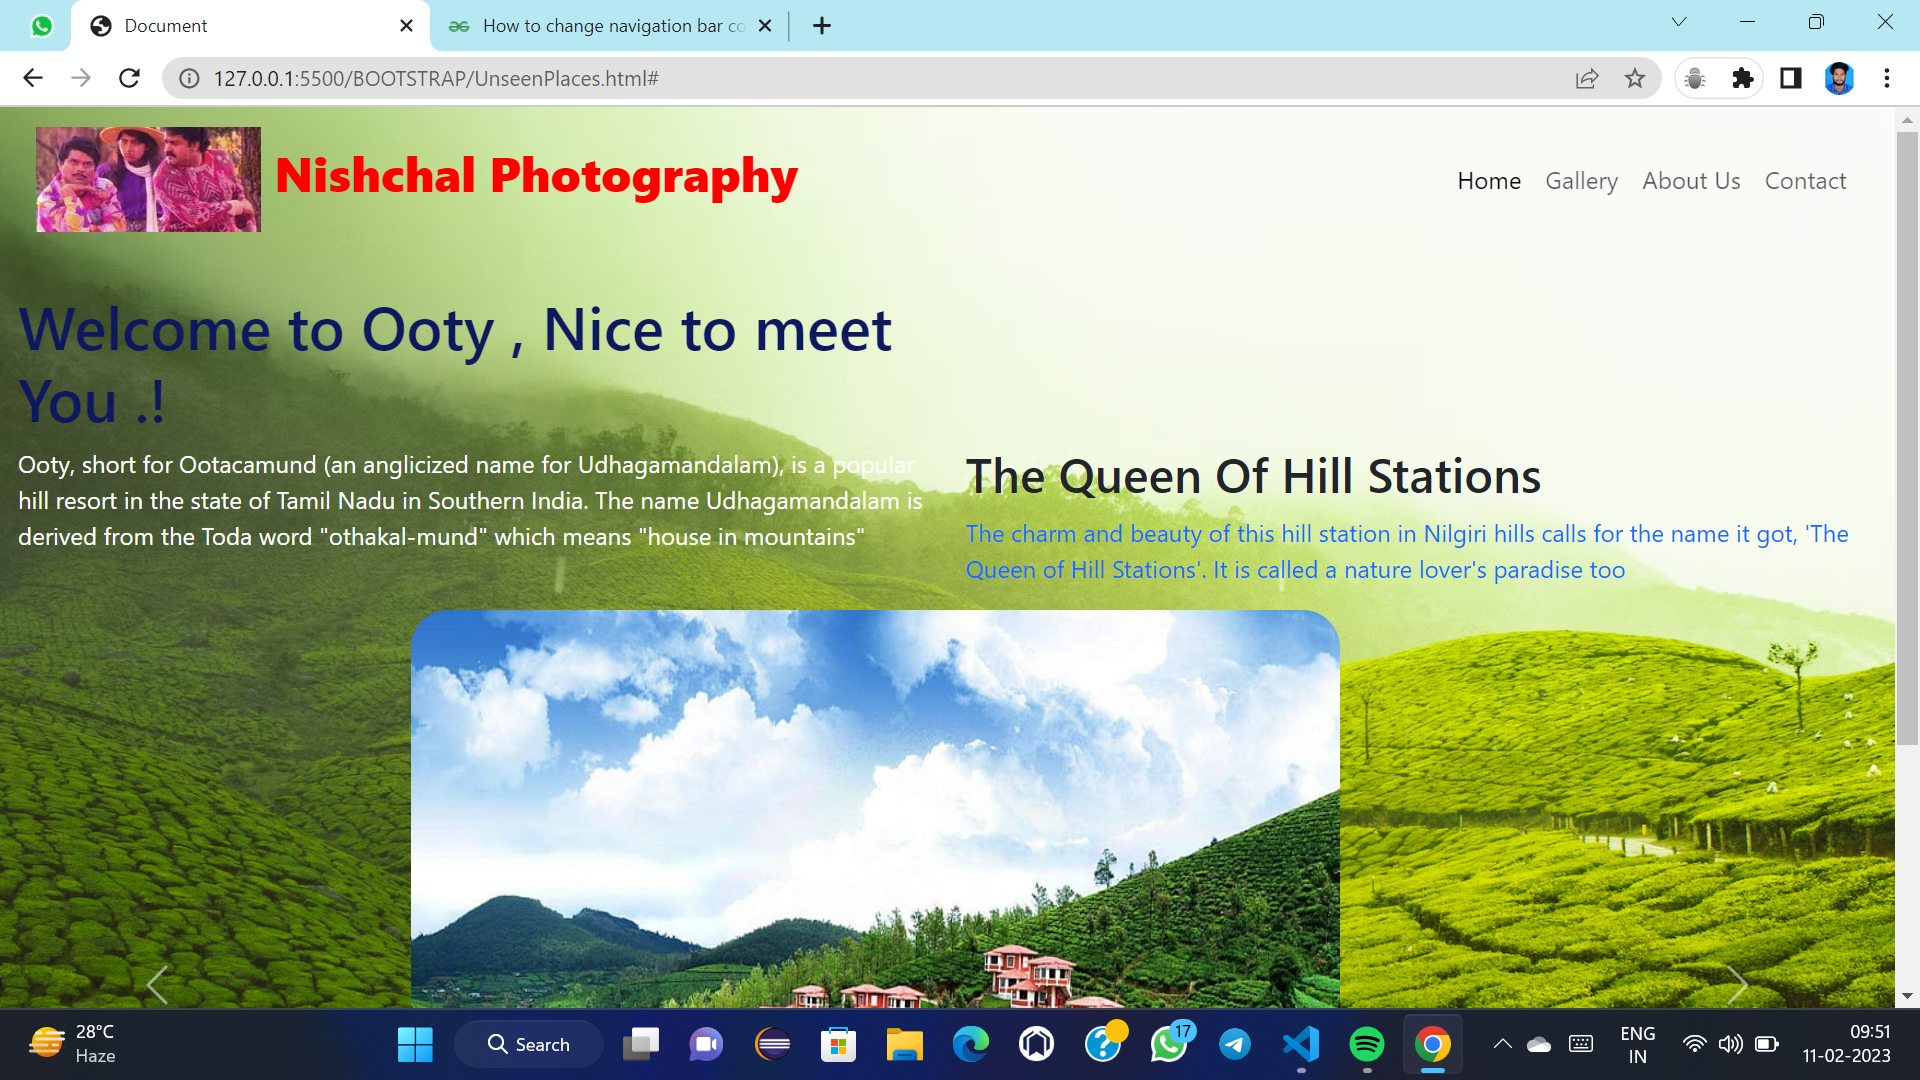 Document
How to change navigation bar co
127.0.0.1:5500/BOOTSTRAP/UnseenPlaces.html#
Nishchal Photography
Home Gallery About Us Contact
Welcome to Ooty , Nice to meet
You .!
Ooty, short for Ootacamund (an anglicized name for Udhagamandalam), is a popular
hill resort in the state of Tamil Nadu in Southern India. The name Udhagamandalam is
derived from the Toda word "othakal-mund" which means "house in mountains"
The Queen Of Hill Stations
The charm and beauty of this hill station in Nilgiri hills calls for the name it got, 'The
Queen of Hill Stations'. It is called a nature lover's paradise too
28°C
Haze
Search
17
ENG
IN
09:51
11-02-2023